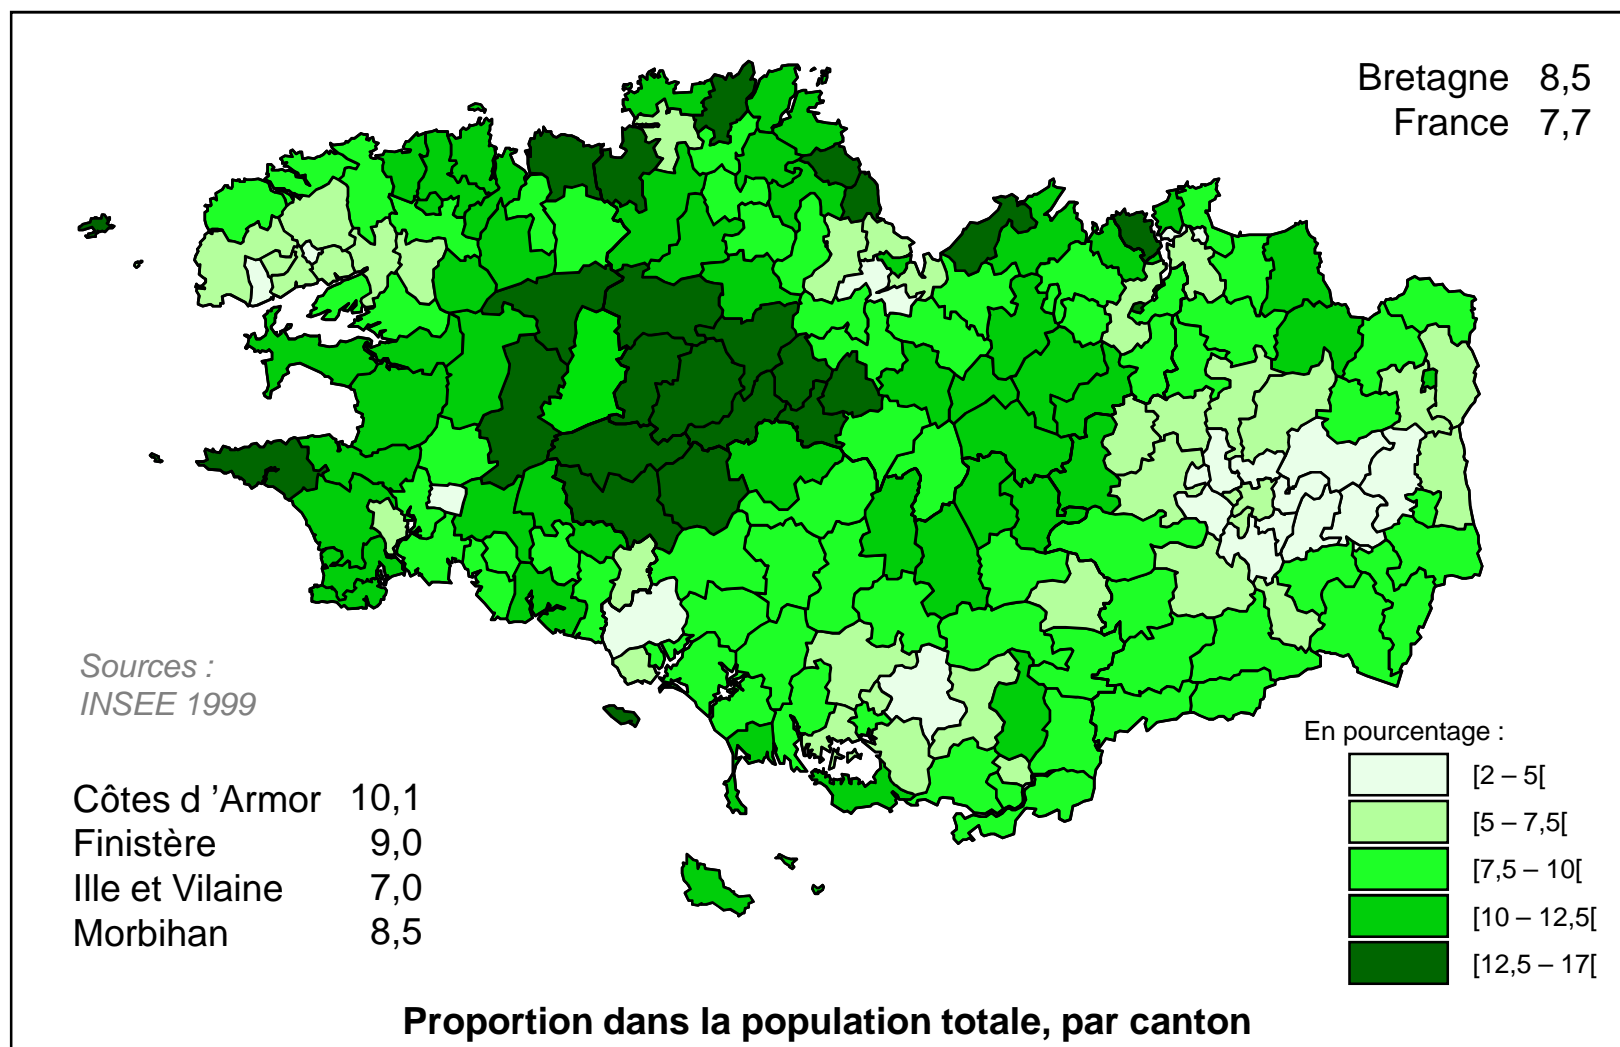 Bretagne 8,5
France 7,7
Sources :
INSEE 1999
Côtes d ’Armor 10,1
Finistère 9,0
Ille et Vilaine 7,0
Morbihan 8,5
En pourcentage :
[2 – 5[
[5 – 7,5[
[7,5 – 10[
[10 – 12,5[
[12,5 – 17[
Proportion dans la population totale, par canton